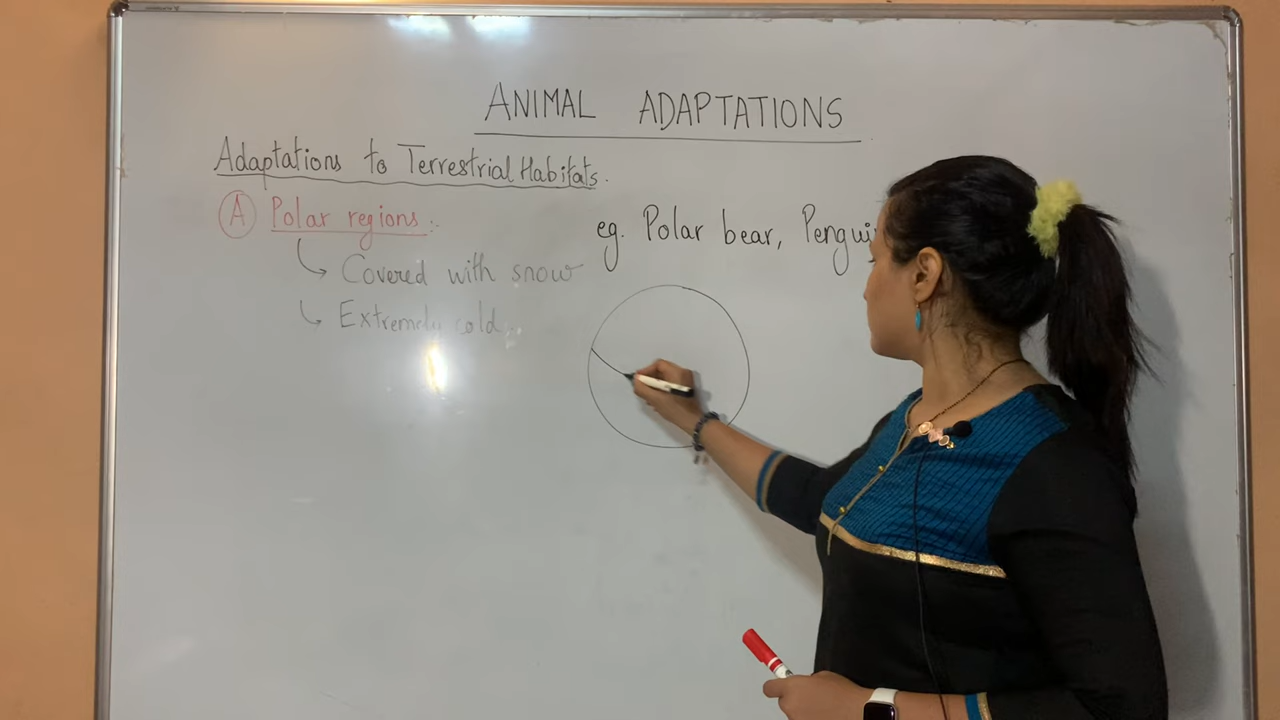 ANIMAL ADAPTATIONS
Adaptations to Terrestrial Habitats.
A Polar regions:
eg. Polar bear,
Covered with snow
Extremely cold.